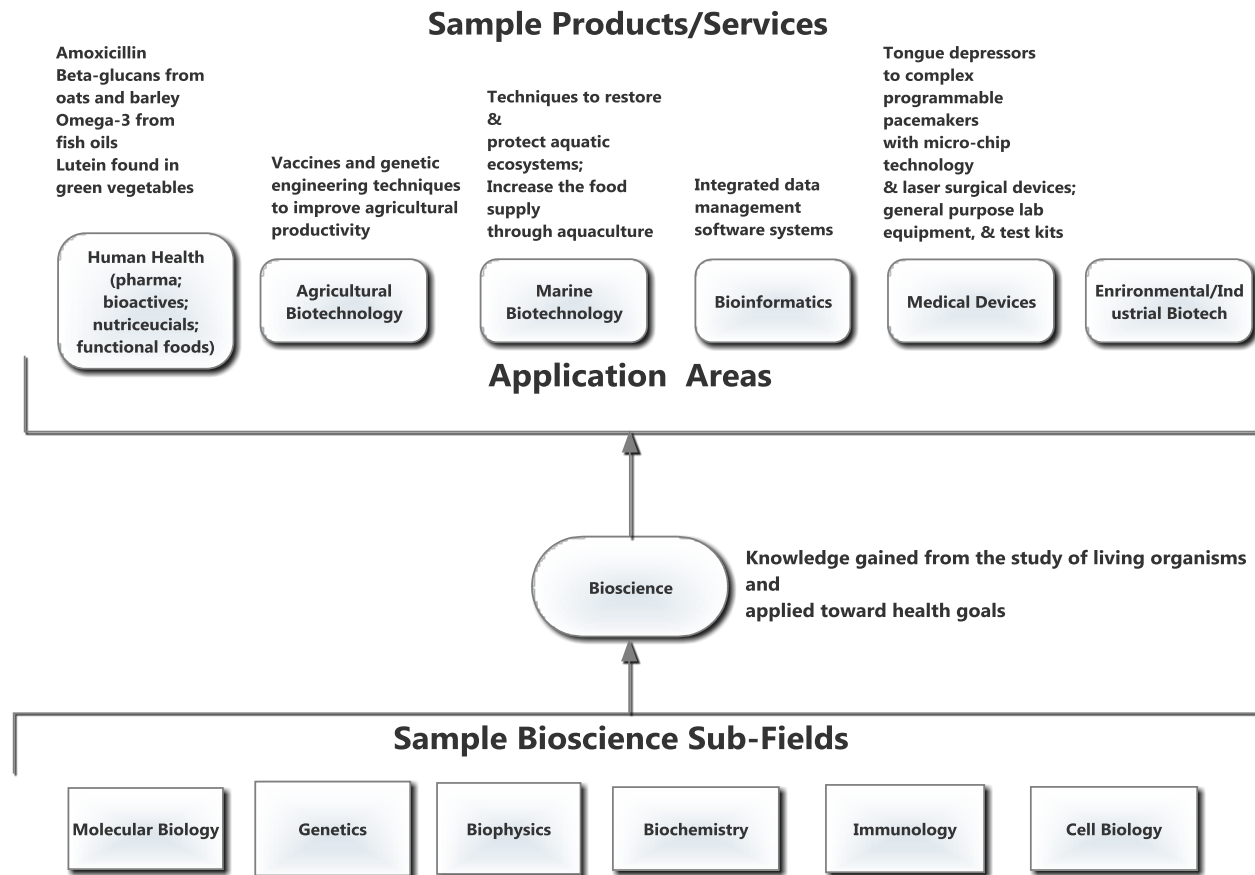 Sample Products/Services
Amoxicillin
Beta-glucans from
oats and barley
Omega-3 from
fish oils
Lutein found in
green vegetables
Vaccines and genetic
engineering techniques
to improve agricultural
productivity
Techniques to restore
&
protect aquatic
ecosystems;
Increase the food
supply
through aquaculture
Integrated data
management
software systems
Tongue depressors
to complex
programmable
pacemakers
with micro-chip
technology
& laser surgical devices;
general purpose lab
equipment, & test kits
Human Health
(pharma;
bioactives;
nutriceucials;
functional foods)
Agricultural
Biotechnology
Marine
Biotechnology
Bioinformatics
Medical Devices
Enrironmental/Ind
ustrial Biotech
Application Areas
Bioscience
Knowledge gained from the study of living organisms
and
applied toward health goals
Sample Bioscience Sub-Fields
Molecular Biology
Genetics
Biophysics
Biochemistry
Immunology
Cell Biology